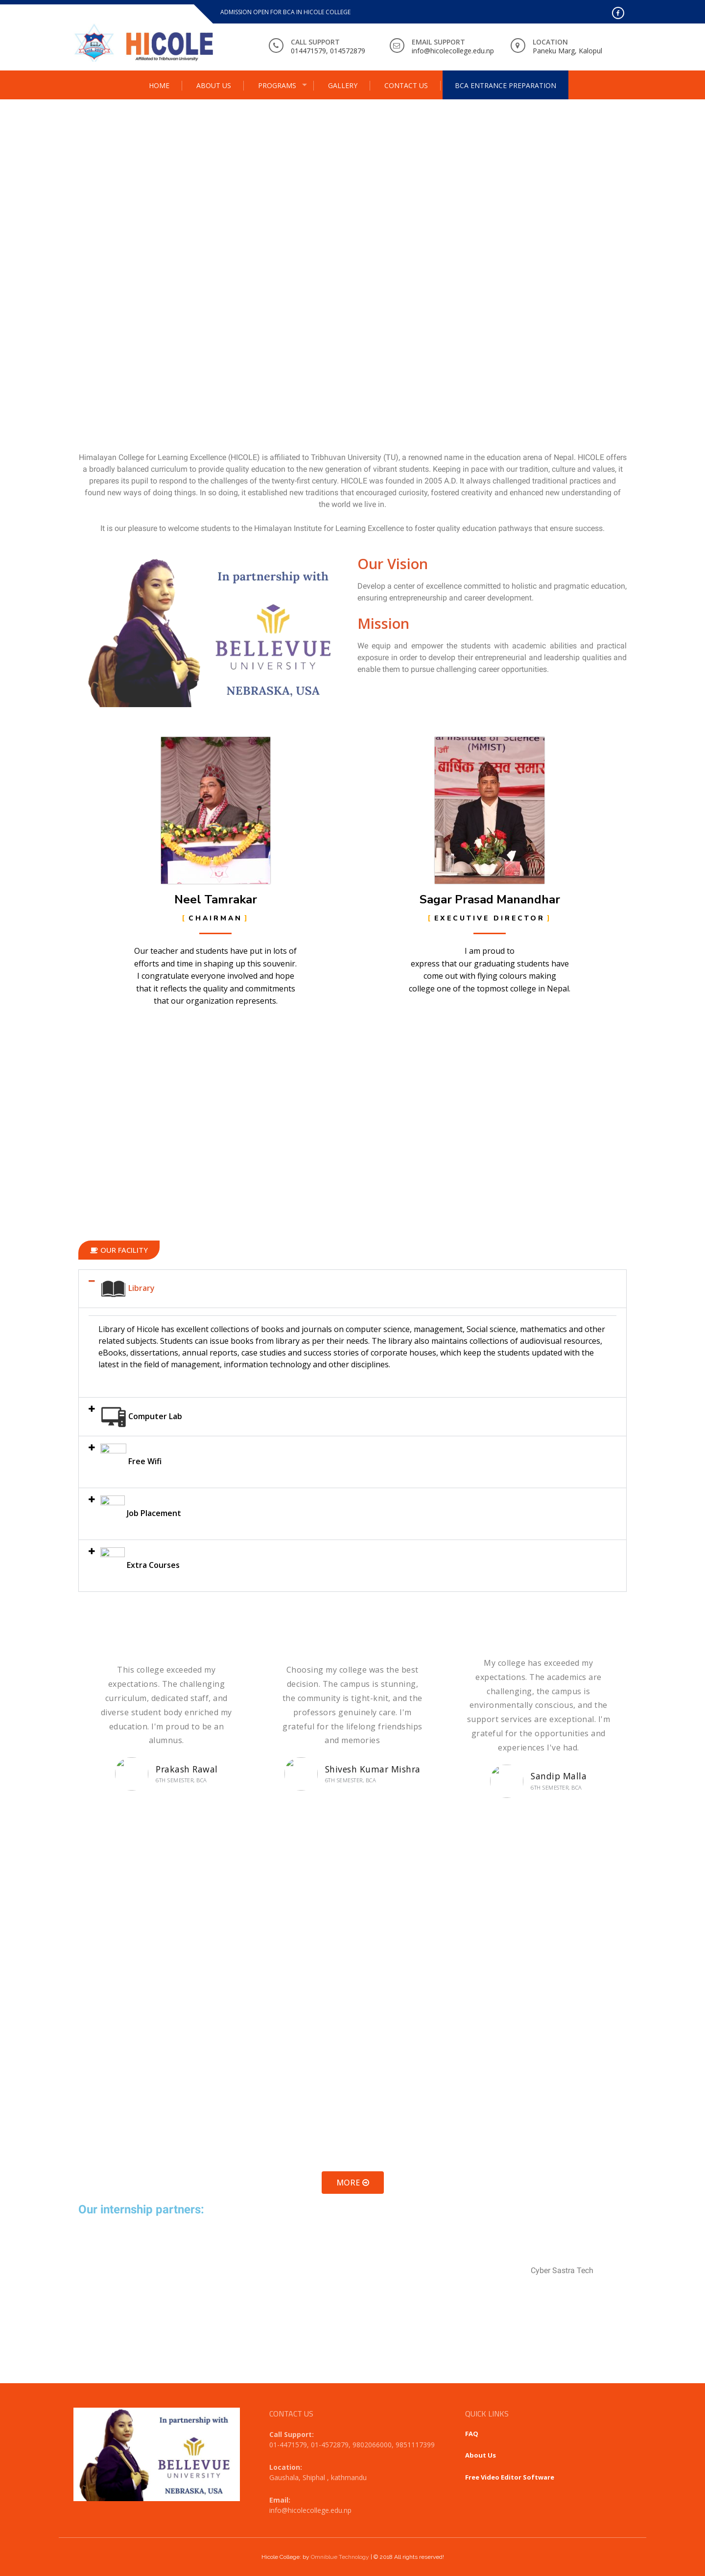 ADMISSION OPEN FOR BCA IN HICOLE COLLEGE
HICOLE
Affiliated to Tribhuvan University
CALL SUPPORT
014471579, 014572879
EMAIL SUPPORT
info@hicolecollege.edu.np
LOCATION
Paneku Marg, Kalopul
HOME
ABOUT US
PROGRAMS
GALLERY
CONTACT US
BCA ENTRANCE PREPARATION
Himalayan College for Learning Excellence (HICOLE) is affiliated to Tribhuvan University (TU), a renowned name in the education arena of Nepal. HICOLE offers
a broadly balanced curriculum to provide quality education to the new generation of vibrant students. Keeping in pace with our tradition, culture and values, it
prepares its pupil to respond to the challenges of the twenty-first century. HICOLE was founded in 2005 A.D. It always challenged traditional practices and
found new ways of doing things. In so doing, it established new traditions that encouraged curiosity, fostered creativity and enhanced new understanding of
the world we live in.
It is our pleasure to welcome students to the Himalayan Institute for Learning Excellence to foster quality education pathways that ensure success.
In partnership with
BELLEVUE
UNIVERSITY
NEBRASKA, USA
Our Vision
Develop a center of excellence committed to holistic and pragmatic education,
ensuring entrepreneurship and career development.
Mission
We equip and empower the students with academic abilities and practical
exposure in order to develop their entrepreneurial and leadership qualities and
enable them to pursue challenging career opportunities.
al Institute of Science
(MMIST)
Neel Tamrakar
[ CHAIRMAN ]
Our teacher and students have put in lots of
efforts and time in shaping up this souvenir.
I congratulate everyone involved and hope
that it reflects the quality and commitments
that our organization represents.
Sagar Prasad Manandhar
[ EXECUTIVE DIRECTOR ]
I am proud to
express that our graduating students have
come out with flying colours making
college one of the topmost college in Nepal.
OUR FACILITY
Library
Library of Hicole has excellent collections of books and journals on computer science, management, Social science, mathematics and other
related subjects. Students can issue books from library as per their needs. The library also maintains collections of audiovisual resources,
eBooks, dissertations, annual reports, case studies and success stories of corporate houses, which keep the students updated with the
latest in the field of management, information technology and other disciplines.
Computer Lab
Free Wifi
Job Placement
Extra Courses
This college exceeded my
expectations. The challenging
curriculum, dedicated staff, and
diverse student body enriched my
education. I'm proud to be an
alumnus.
Prakash Rawal
6TH SEMESTER, BCA
Choosing my college was the best
decision. The campus is stunning,
the community is tight-knit, and the
professors genuinely care. I'm
grateful for the lifelong friendships
and memories
Shivesh Kumar Mishra
6TH SEMESTER, BCA
My college has exceeded my
expectations. The academics are
challenging, the campus is
environmentally conscious, and the
support services are exceptional. I'm
grateful for the opportunities and
experiences I've had.
Sandip Malla
6TH SEMESTER, BCA
MORE
Our internship partners:
Cyber Sastra Tech
In partnership with
BELLEVUE
UNIVERSITY
NEBRASKA, USA
CONTACT US
Call Support:
01-4471579, 01-4572879, 9802066000, 9851117399
Location:
Gaushala, Shiphal , kathmandu
Email:
info@hicolecollege.edu.np
QUICK LINKS
FAQ
About Us
Free Video Editor Software
Hicole College. by Omniblue Technology | © 2018 All rights reserved!